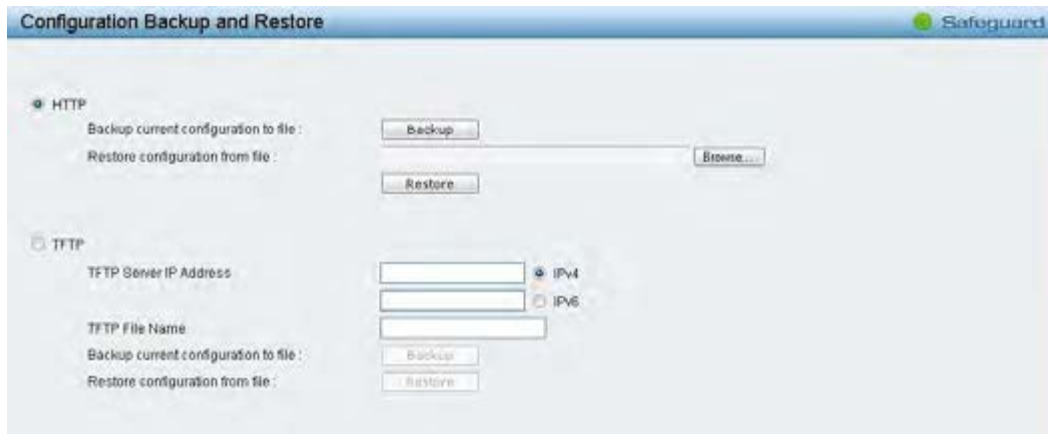 Configuration Backup and Restore
Safeguard
HTTP
Backup current configuration to file :
Backup
Restore configuration from file :
Browse...
Restore
TFTP
TFTP Server IP Address
IPv4
IPv6
TFTP File Name
Backup current configuration to file :
Backup
Restore configuration from file :
Restore